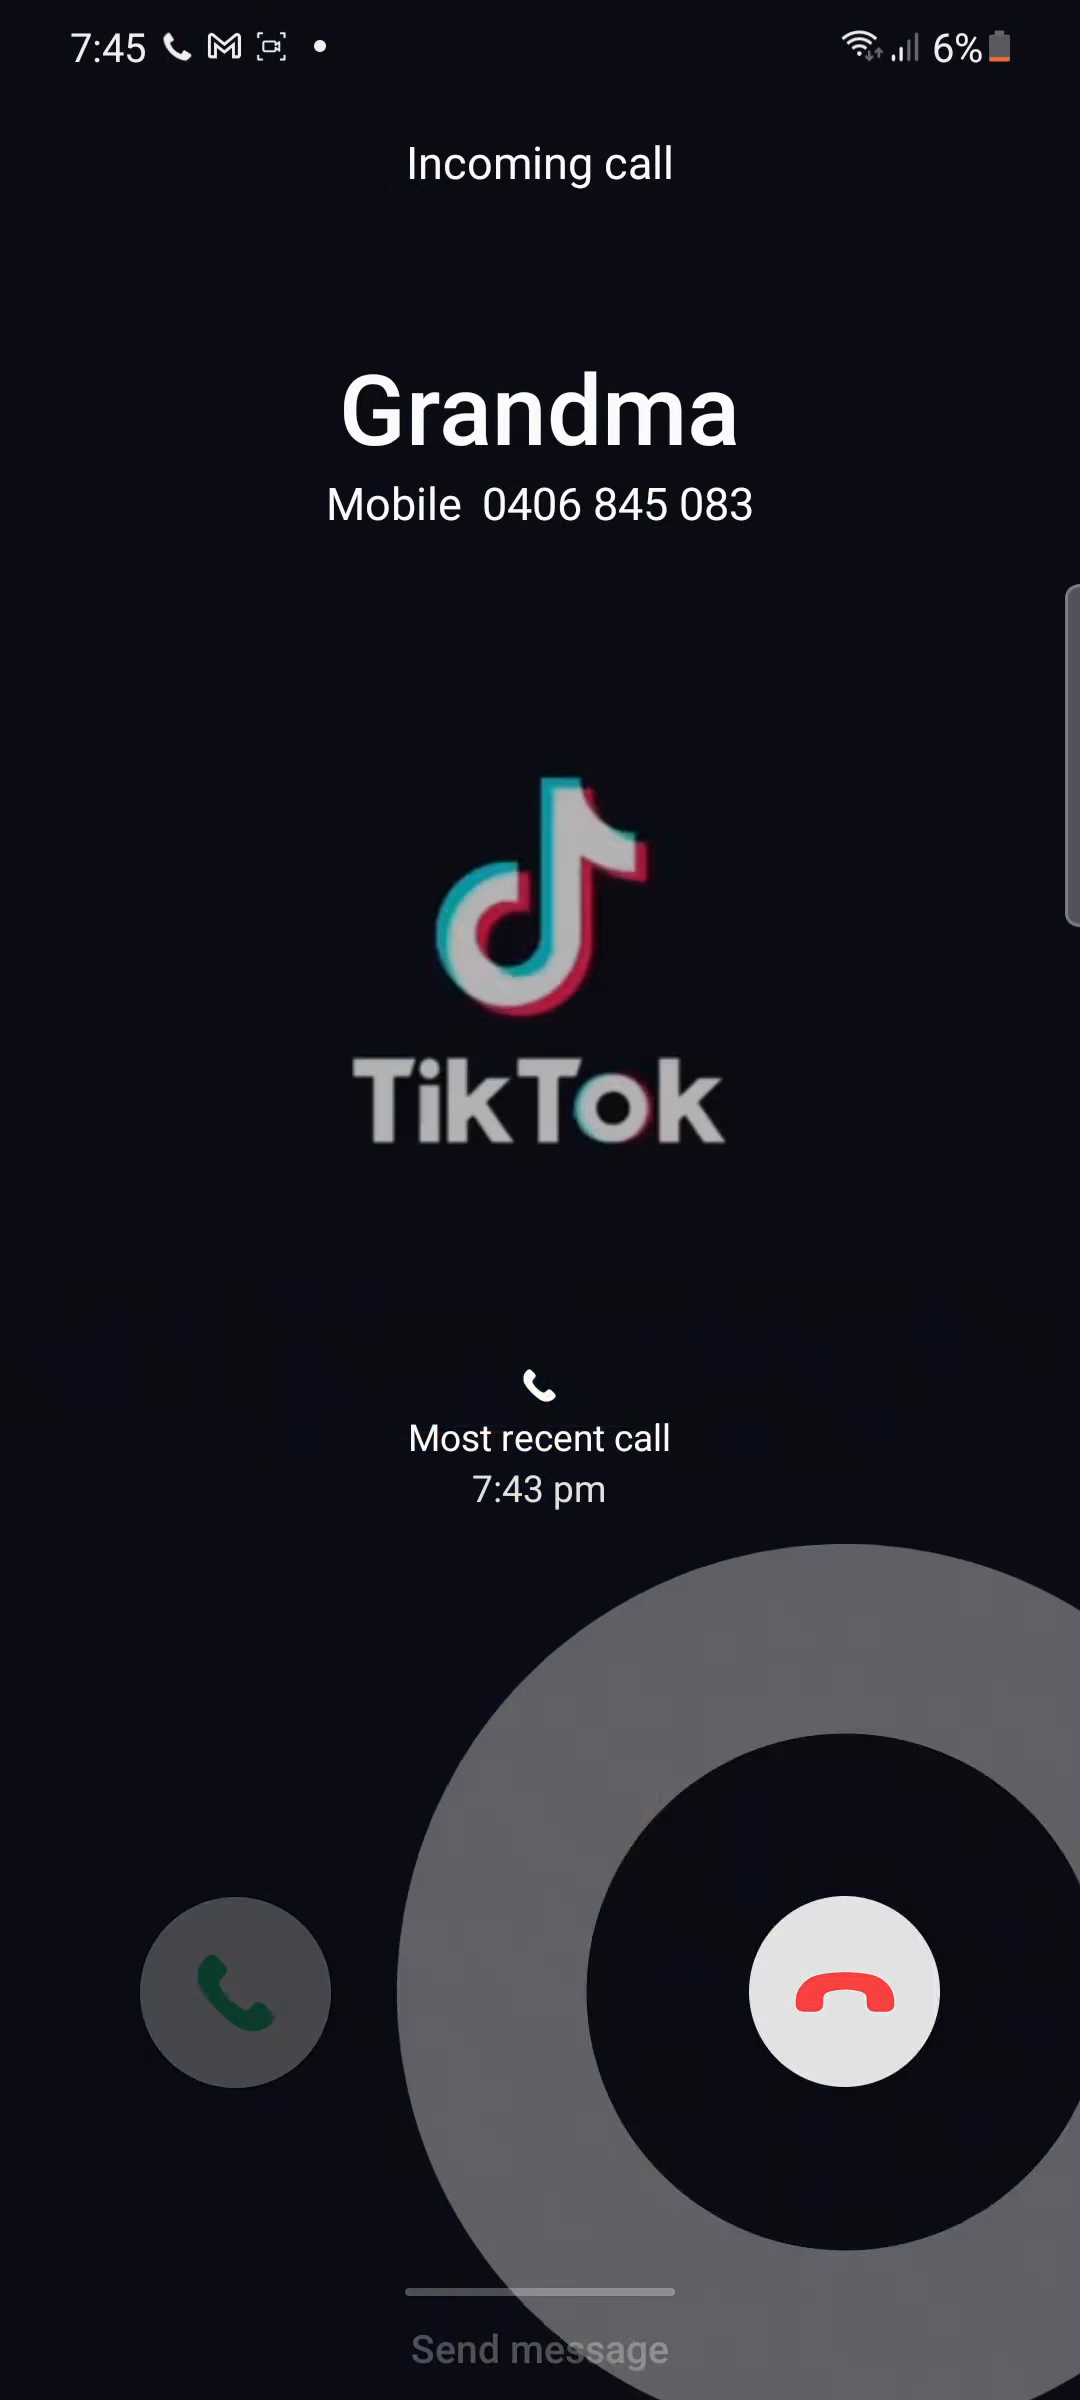 7:45
6%
Incoming call
Grandma
Mobile 0406 845 083
TikTok
Most recent call
7:43 pm
Send message